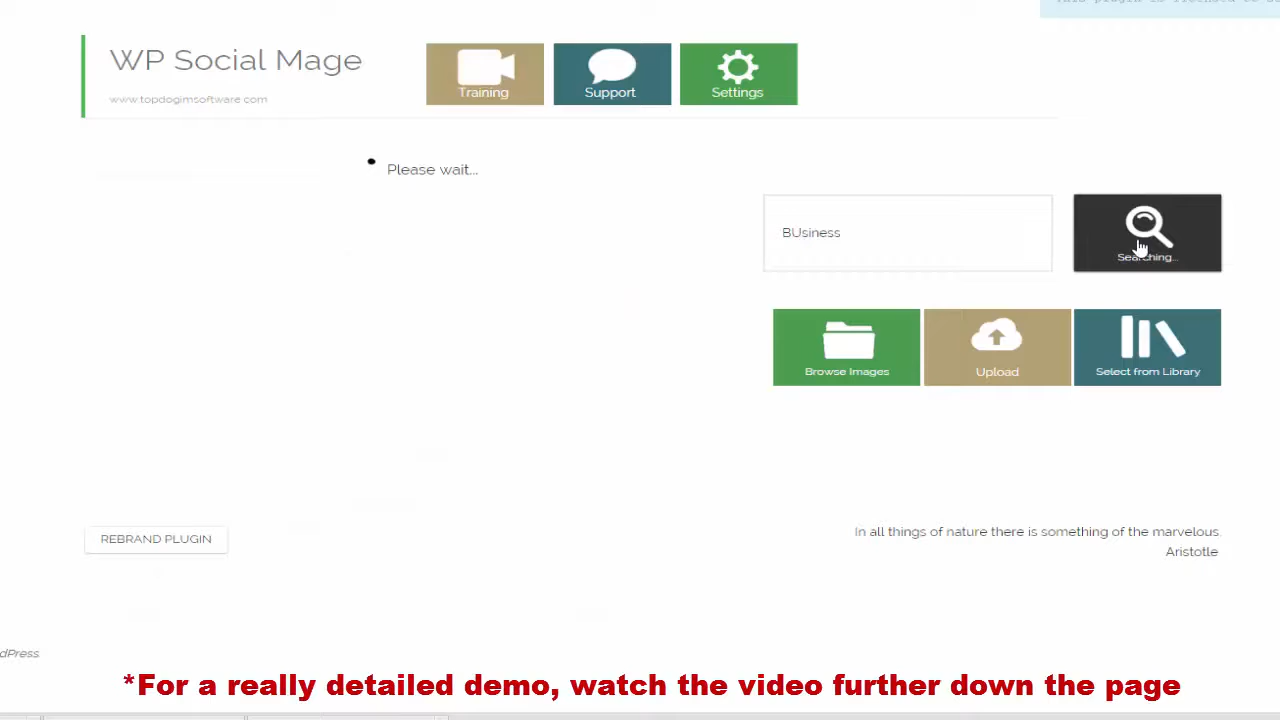 WP Social Mage
www.topdogimsoftware.com
Training
Support
Settings
Please wait...
BUsiness
Searching...
Browse Images
Upload
Select from Library
REBRAND PLUGIN
In all things of nature there is something of the marvelous.
Aristotle
dPress.
*For a really detailed demo, watch the video further down the page